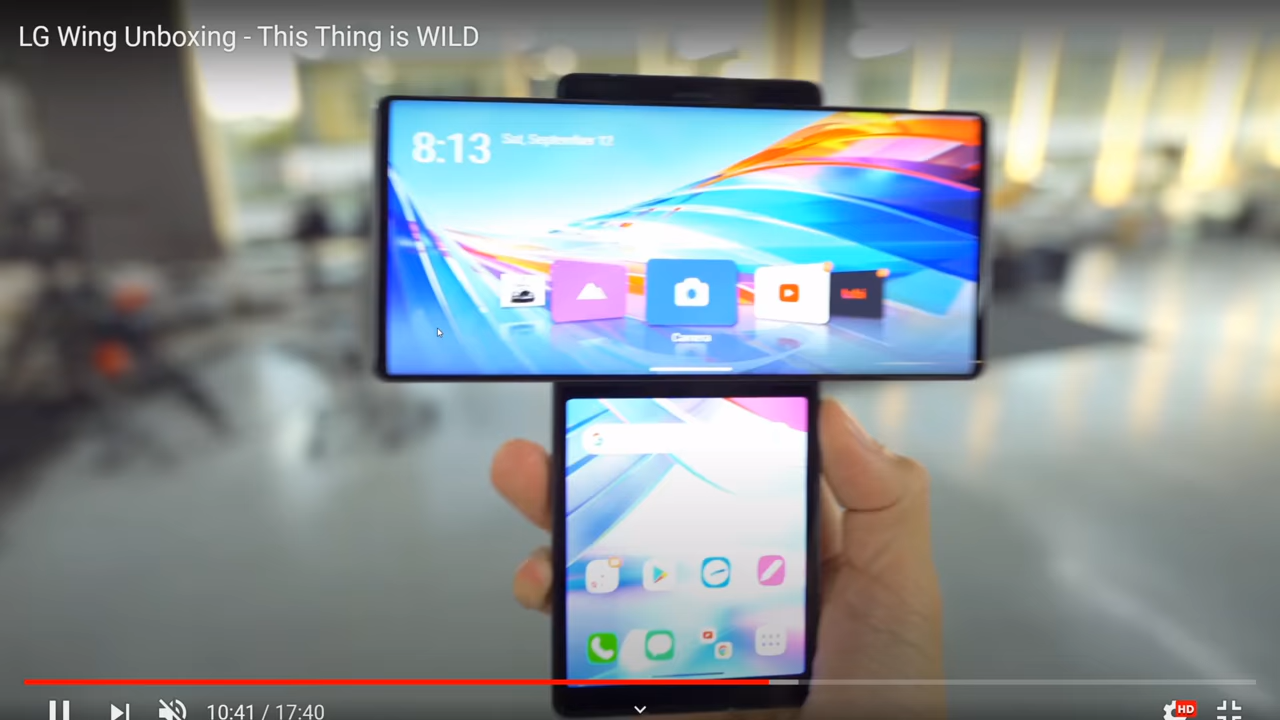 LG Wing Unboxing - This Thing is WILD
8:13 Sat, September 12
Camera
10:41 / 17:40
HD